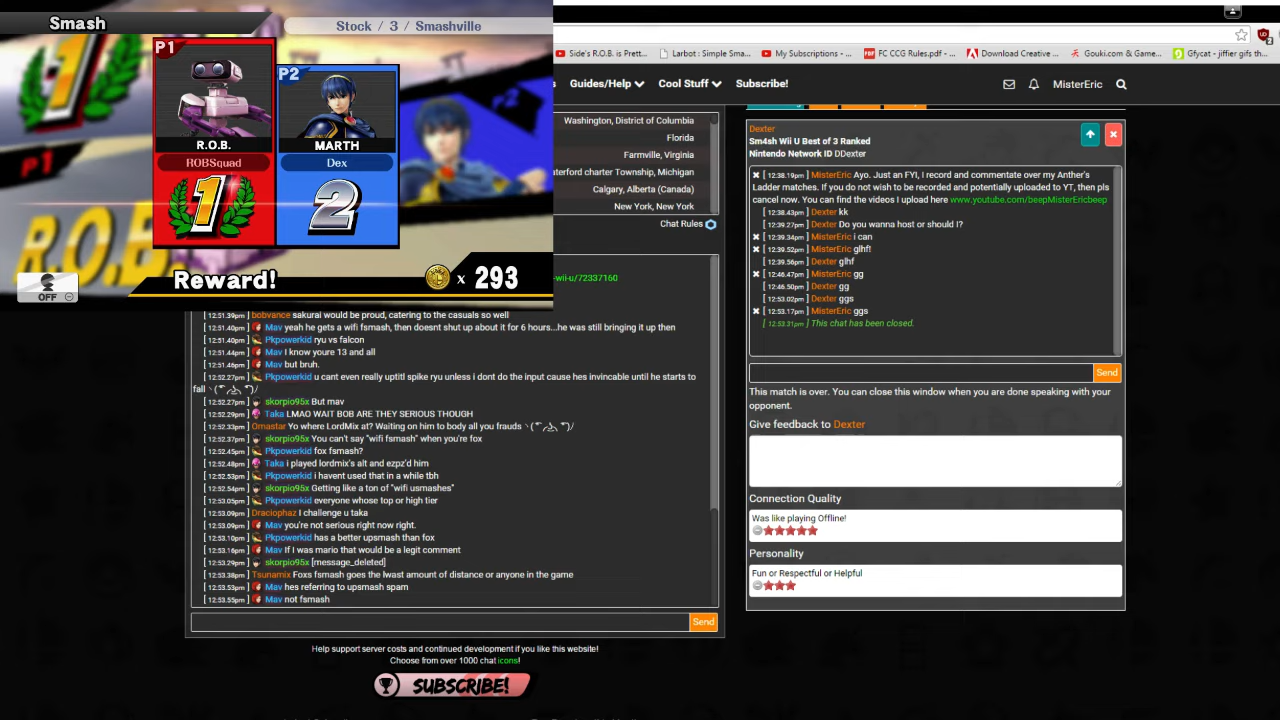 Smash
Stock / 3 / Smashville
P1
P2
R.O.B.
MARTH
ROBSquad
Dex
1
2
Reward!
x 293
OFF
Side's R.O.B. is Prett...
Larbot : Simple Sma...
My Subscriptions - ...
FC CCG Rules.pdf - ...
Download Creative ...
Gouki.com & Game...
Gfycat - jiffier gifs th...
s
Guides/Help
Cool Stuff
Subscribe!
MisterEric
Washington, District of Columbia
Florida
Farmville, Virginia
terford charter Township, Michigan
Calgary, Alberta (Canada)
New York, New York
Chat Rules
-wii-u/72337160
[ 12:51.39pm ] bobvance sakurai would be proud, catering to the casuals so well
[ 12:51.40pm ] Mav yeah he gets a wifi fsmash, then doesnt shut up about it for 6 hours...he was still bringing it up then
[ 12:51.40pm ] Pkpowerkid ryu vs falcon
[ 12:51.44pm ] Mav I know youre 13 and all
[ 12:51.46pm ] Mav but bruh.
[ 12:52.27pm ] Pkpowerkid u cant even really uptitl spike ryu unless i dont do the input cause hes invincable until he starts to
fall
[ 12:52.27pm ] skorpio95x But mav
[ 12:52.29pm ] Taka LMAO WAIT BOB ARE THEY SERIOUS THOUGH
[ 12:52.33pm ] Omastar Yo where LordMix at? Waiting on him to body all you frauds
[ 12:52.37pm ] skorpio95x You can't say "wifi fsmash" when you're fox
[ 12:52.45pm ] Pkpowerkid fox fsmash?
[ 12:52.48pm ] Taka i played lordmix's alt and ezpz'd him
[ 12:52.53pm ] Pkpowerkid i havent used that in a while tbh
[ 12:52.54pm ] skorpio95x Getting like a ton of "wifi usmashes"
[ 12:53.05pm ] Pkpowerkid everyone whose top or high tier
[ 12:53.09pm ] Draciophaz I challenge u taka
[ 12:53.09pm ] Mav you're not serious right now right.
[ 12:53.10pm ] Pkpowerkid has a better upsmash than fox
[ 12:53.16pm ] Mav If I was mario that would be a legit comment
[ 12:53.29pm ] skorpio95x [message_deleted]
[ 12:53.38pm ] Tsunamix Foxs fsmash goes the lwast amount of distance or anyone in the game
[ 12:53.53pm ] Mav hes referring to upsmash spam
[ 12:53.55pm ] Mav not fsmash
Send
Help support server costs and continued development if you like this website!
Choose from over 1000 chat icons!
SUBSCRIBE!
Dexter
Sm4sh Wii U Best of 3 Ranked
Nintendo Network ID DDexter
[ 12:38.19pm ] MisterEric Ayo. Just an FYI, I record and commentate over my Anther's
Ladder matches. If you do not wish to be recorded and potentially uploaded to YT, then pls
cancel now. You can find the videos I upload here www.youtube.com/beepMisterEricbeep
[ 12:38.43pm ] Dexter kk
[ 12:39.27pm ] Dexter Do you wanna host or should I?
[ 12:39.34pm ] MisterEric i can
[ 12:39.52pm ] MisterEric glhf!
[ 12:39.56pm ] Dexter glhf
[ 12:46.47pm ] MisterEric gg
[ 12:46.50pm ] Dexter gg
[ 12:53.02pm ] Dexter ggs
[ 12:53.17pm ] MisterEric ggs
[ 12:53.31pm ] This chat has been closed.
Send
This match is over. You can close this window when you are done speaking with your
opponent.
Give feedback to Dexter
Connection Quality
Was like playing Offline!
Personality
Fun or Respectful or Helpful